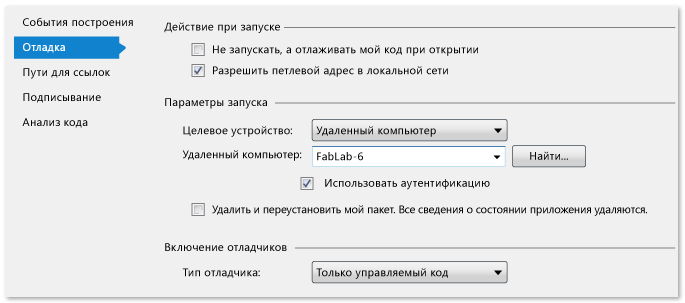 События построения
Отладка
Пути для ссылок
Подписывание
Анализ кода
Действие при запуске
Не запускать, а отлаживать мой код при открытии
Разрешить петлевой адрес в локальной сети
Параметры запуска
Целевое устройство:
Удаленный компьютер
Удаленный компьютер:
FabLab-6
Найти...
Использовать аутентификацию
Удалить и переустановить мой пакет. Все сведения о состоянии приложения удаляются.
Включение отладчиков
Тип отладчика:
Только управляемый код